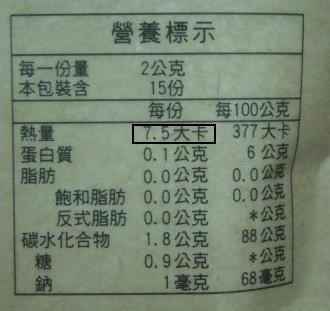 營養標示
每一份量 2公克
本包裝含 15份
每份 每100公克
熱量 7.5大卡 377大卡
蛋白質 0.1公克 6公克
脂肪 0.0公克 0.0公克
飽和脂肪 0.0公克 0.0公克
反式脂肪 0.0公克 *公克
碳水化合物 1.8公克 88公克
糖 0.9公克 *公克
鈉 1毫克 68毫克